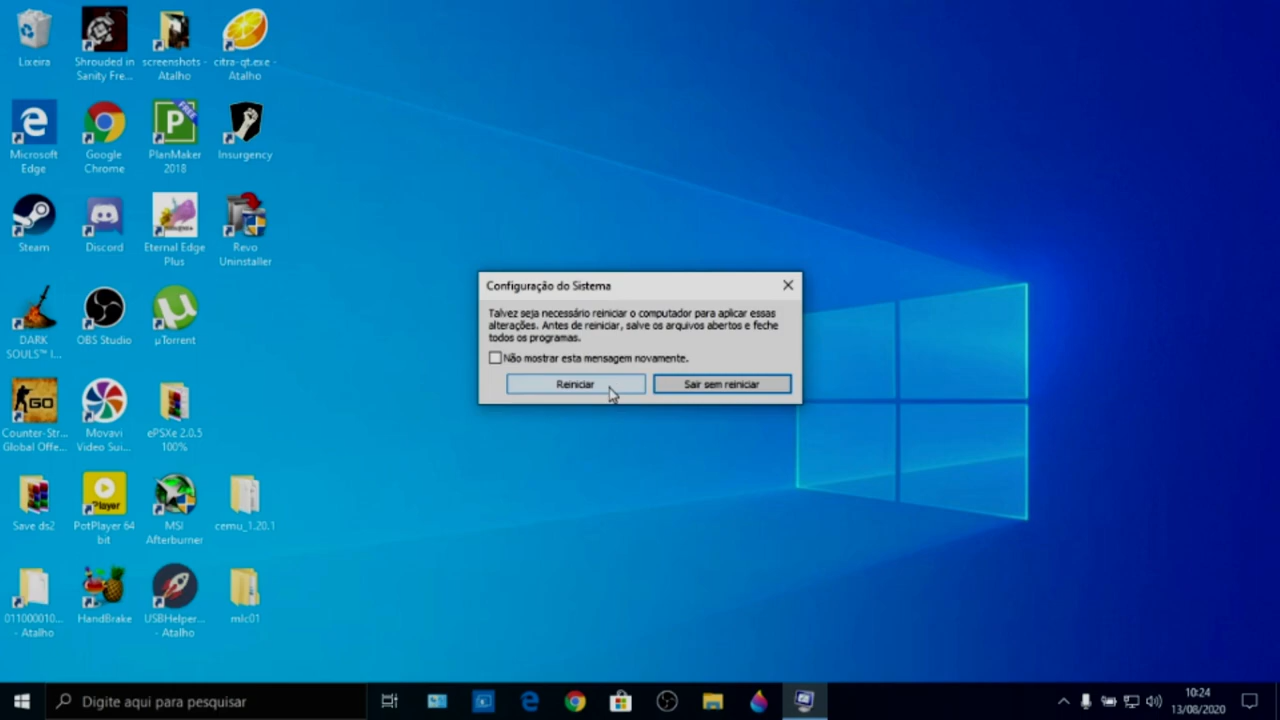 Lixeira
Shrouded in
Sanity Fre...
screenshots -
Atalho
citra-qt.exe -
Atalho
Microsoft
Edge
Google
Chrome
FREE
PlanMaker
2018
Insurgency
Steam
Discord
Eternal Edge
Plus
Revo
Uninstaller
DARK
SOULS™ I...
OBS Studio
µTorrent
GO
Counter-Str...
Global Offe...
Movavi
Video Sui...
ePSXe 2.0.5
100%
Save ds2
Player
PotPlayer 64
bit
MSI
Afterburner
cemu_1.20.1
011000010...
- Atalho
HandBrake
USBHelper...
- Atalho
mlc01
Configuração do Sistema
Talvez seja necessário reiniciar o computador para aplicar essas
alterações. Antes de reiniciar, salve os arquivos abertos e feche
todos os programas.
Não mostrar esta mensagem novamente.
Reiniciar
Sair sem reiniciar
Digite aqui para pesquisar
10:24
13/08/2020